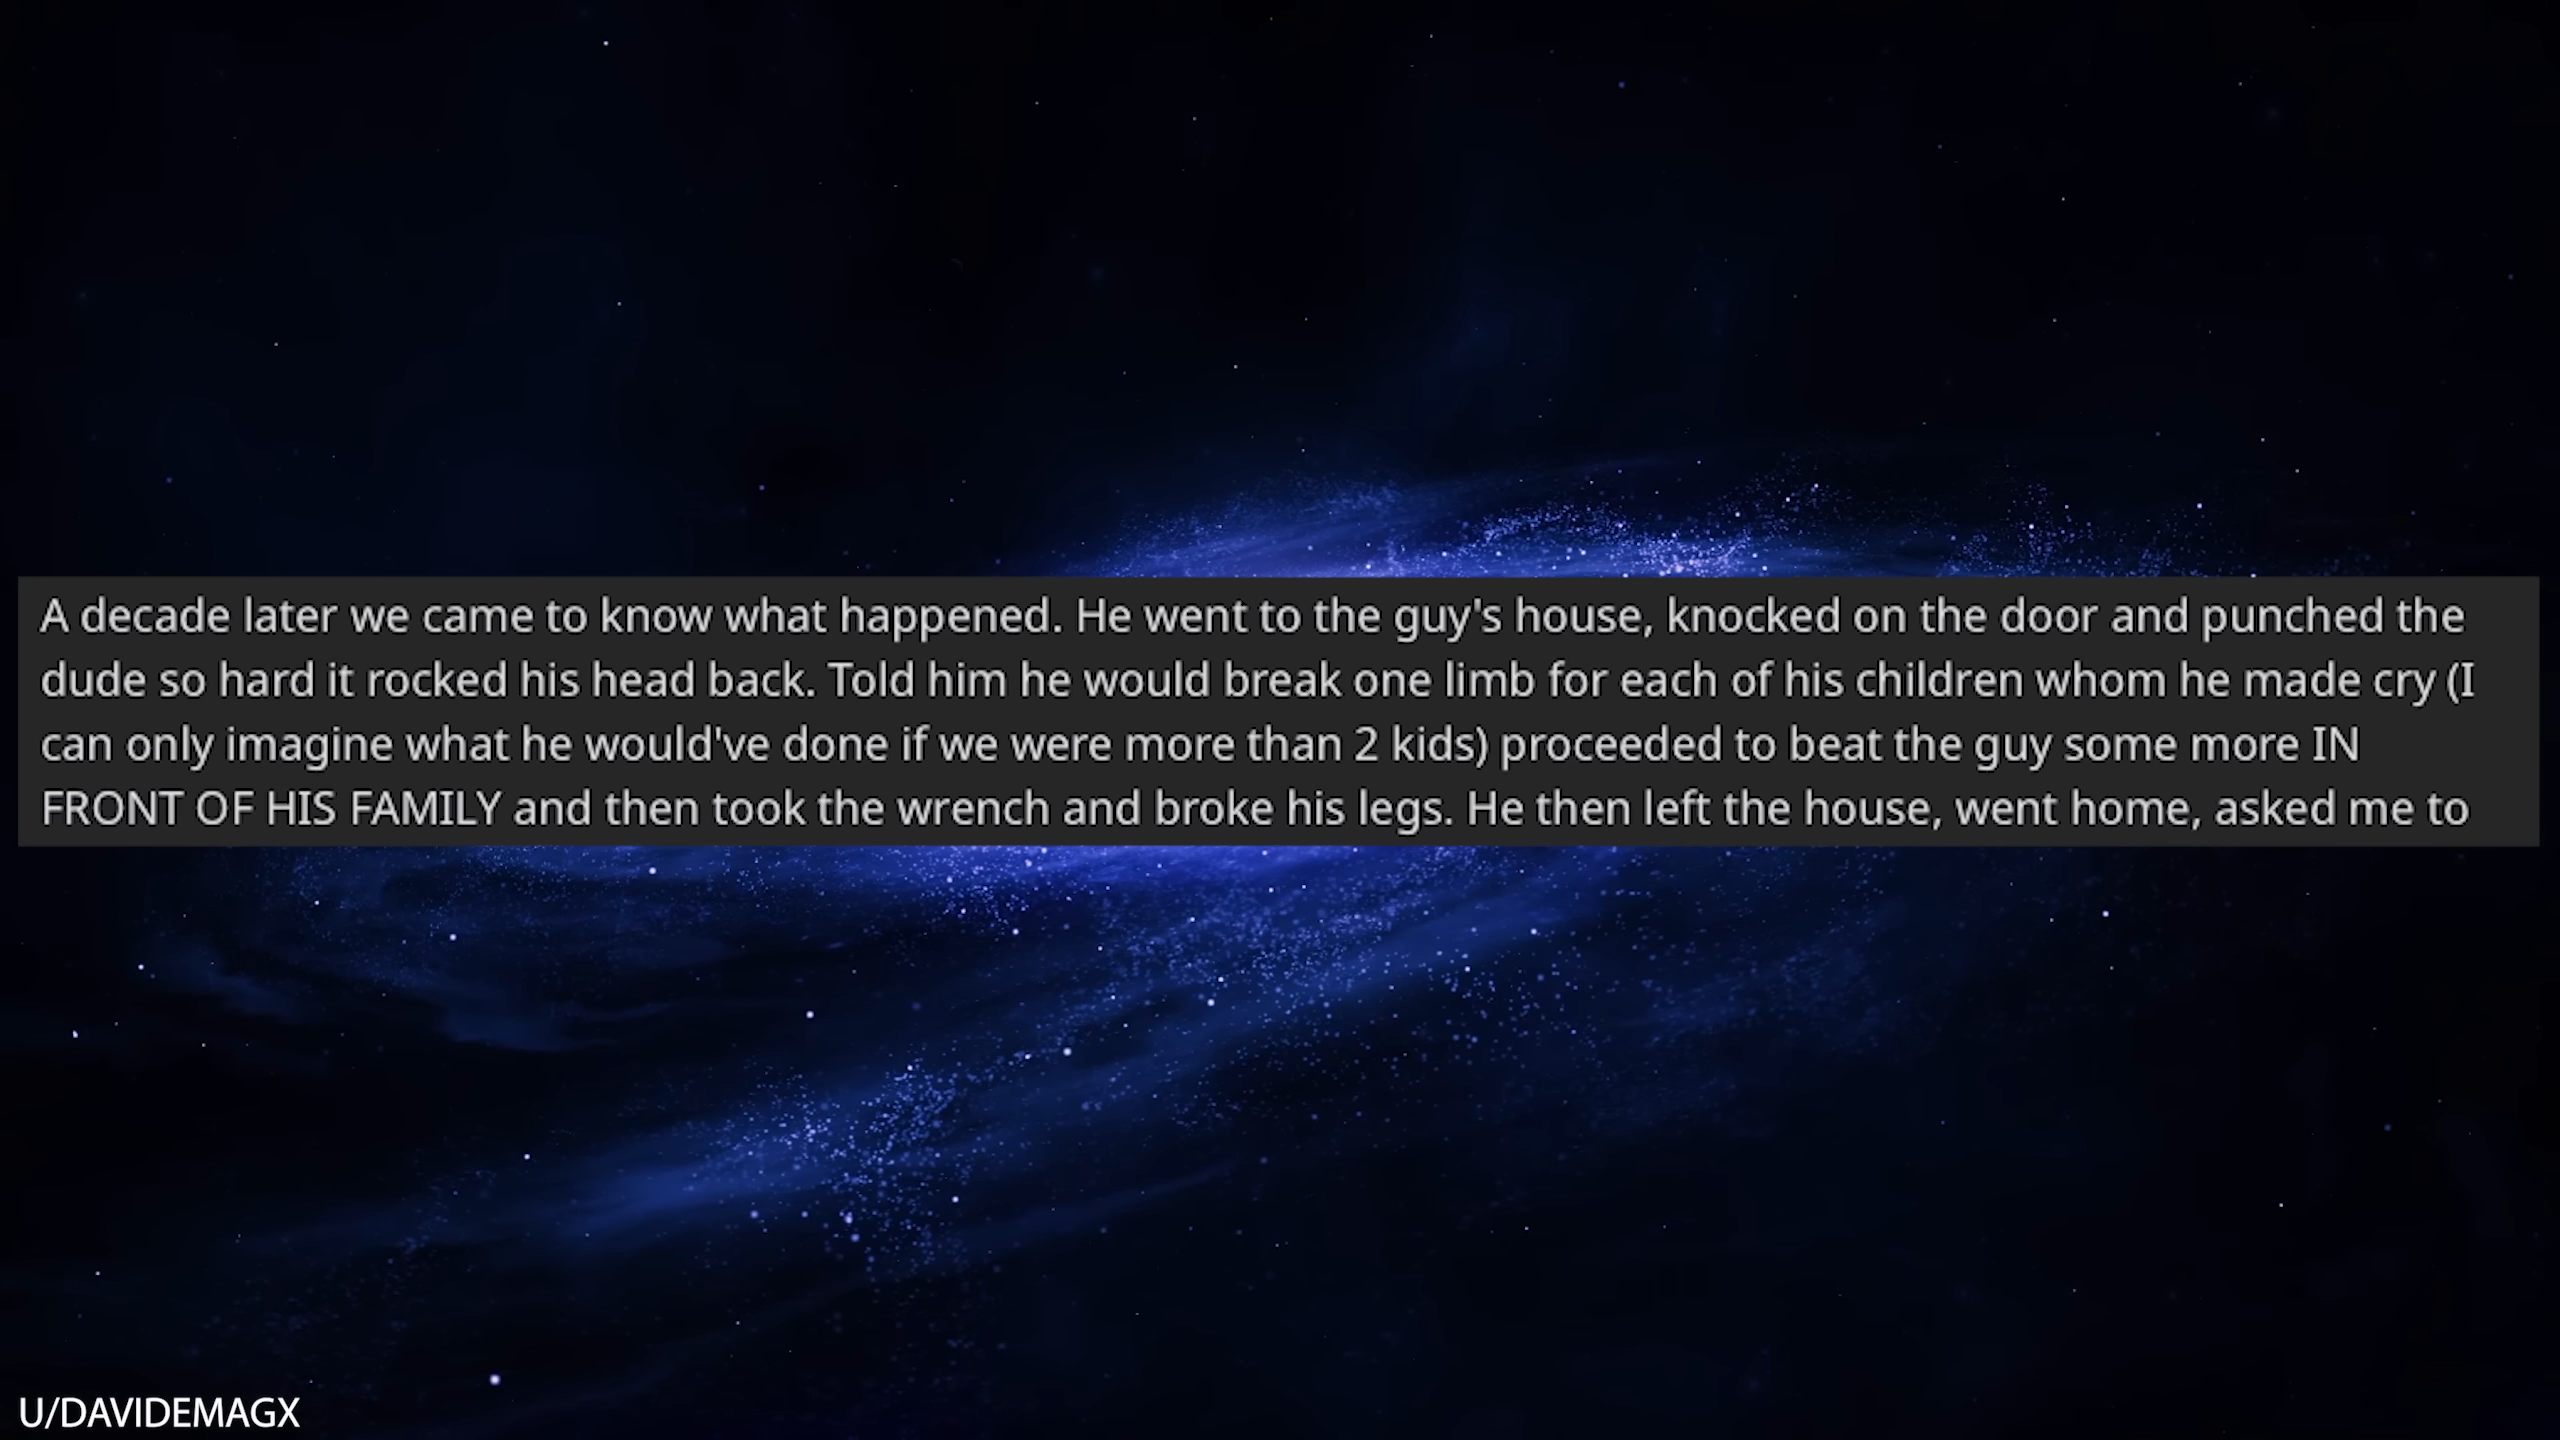 A decade later we came to know what happened. He went to the guy's house, knocked on the door and punched the
dude so hard it rocked his head back. Told him he would break one limb for each of his children whom he made cry (I
can only imagine what he would've done if we were more than 2 kids) proceeded to beat the guy some more IN
FRONT OF HIS FAMILY and then took the wrench and broke his legs. He then left the house, went home, asked me to
U/DAVIDEMAGX